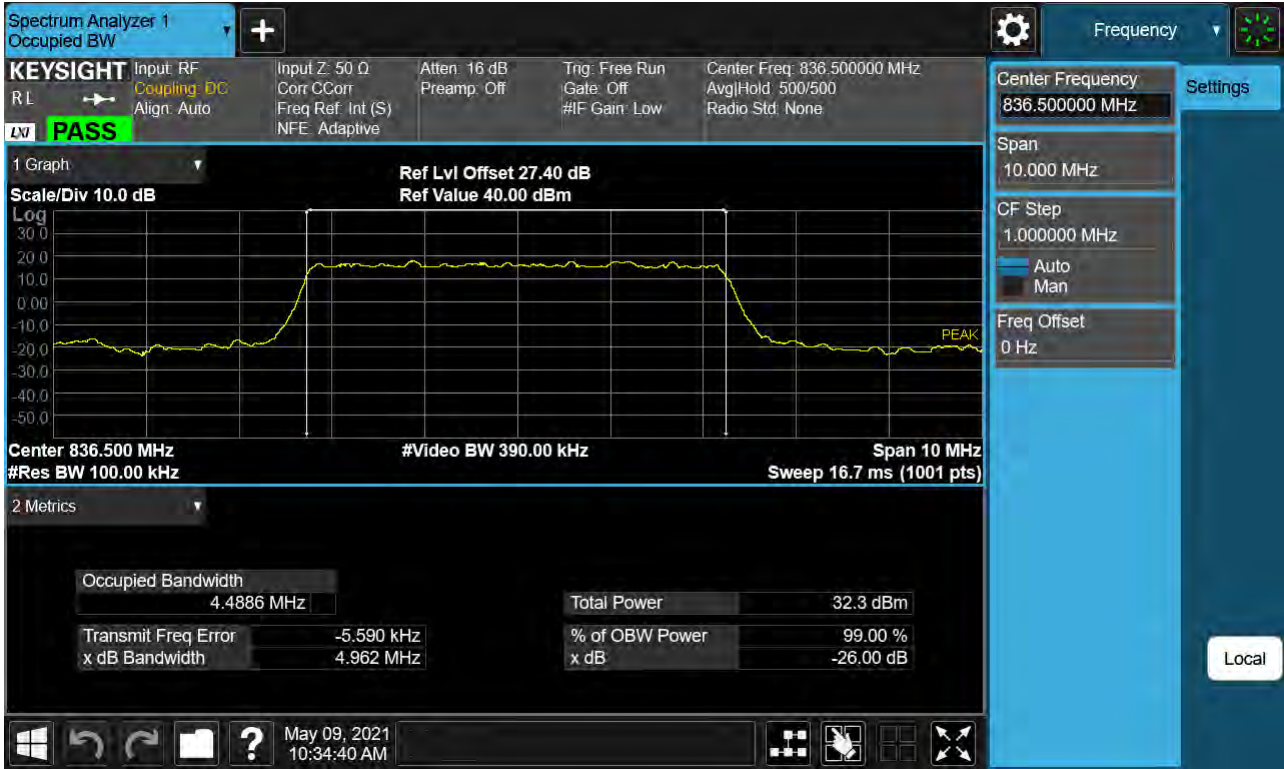 Spectrum Analyzer 1
Occupied BW
Frequency
KEYSIGHT
R L
LXI
PASS
Input: RF
Coupling: DC
Align: Auto
Input Z: 50 Ω
Corr CCorr
Freq Ref: Int (S)
NFE: Adaptive
Atten: 16 dB
Preamp: Off
Trig: Free Run
Gate: Off
#IF Gain: Low
Center Freq: 836.500000 MHz
Avg|Hold: 500/500
Radio Std: None
Center Frequency
836.500000 MHz
Settings
Span
10.000 MHz
CF Step
1.000000 MHz
Auto
Man
Freq Offset
0 Hz
Local
1 Graph
Scale/Div 10.0 dB
Ref Lvl Offset 27.40 dB
Ref Value 40.00 dBm
Log
30.0
20.0
10.0
0.00
-10.0
-20.0
-30.0
-40.0
-50.0
PEAK
Center 836.500 MHz
#Video BW 390.00 kHz
Span 10 MHz
#Res BW 100.00 kHz
Sweep 16.7 ms (1001 pts)
2 Metrics
Occupied Bandwidth
4.4886 MHz
Total Power 32.3 dBm
Transmit Freq Error -5.590 kHz
% of OBW Power 99.00 %
x dB Bandwidth 4.962 MHz
x dB -26.00 dB
?
May 09, 2021
10:34:40 AM